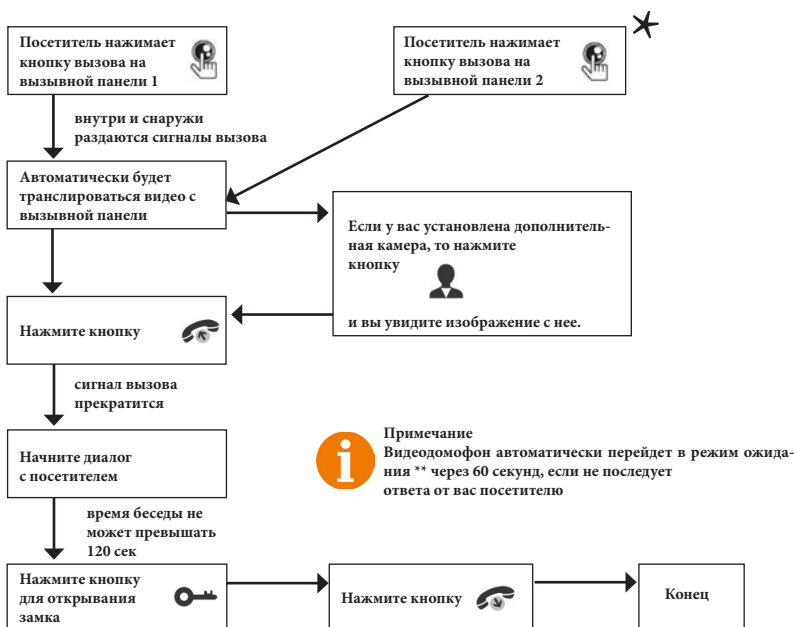 Посетитель нажимает
кнопку вызова на
вызывной панели 1
Посетитель нажимает
кнопку вызова на
вызывной панели 2
внутри и снаружи
раздаются сигналы вызова
Автоматически будет
транслироваться видео с
вызывной панели
Если у вас установлена дополнитель-
ная камера, то нажмите
кнопку
и вы увидите изображение с нее.
Нажмите кнопку
сигнал вызова
прекратится
Начните диалог
с посетителем
Примечание
Видеодомофон автоматически перейдет в режим ожида-
ния ** через 60 секунд, если не последует
ответа от вас посетителю
время беседы не
может превышать
120 сек
Нажмите кнопку
для открывания
замка
Нажмите кнопку
Конец